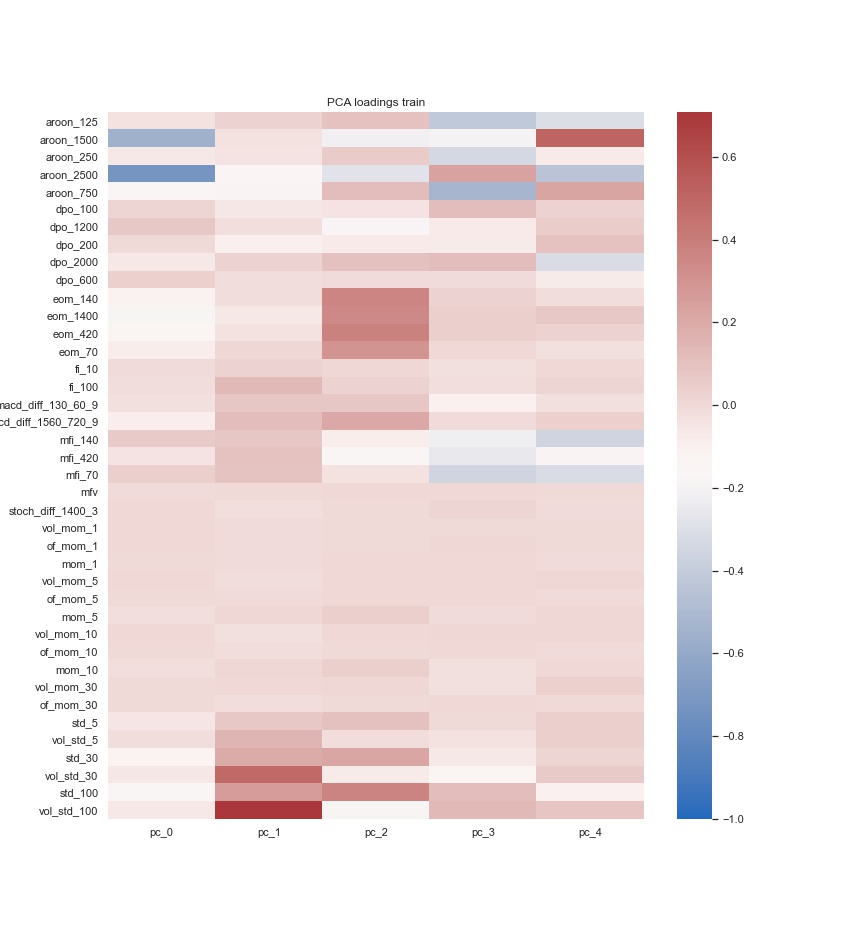 PCA loadings train
aroon_125
aroon_1500
aroon_250
aroon_2500
aroon_750
dpo_100
dpo_1200
dpo_200
dpo_2000
dpo_600
eom_140
eom_1400
eom_420
eom_70
fi_10
fi_100
macd_diff_130_60_9
cd_diff_1560_720_9
mfi_140
mfi_420
mfi_70
mfv
stoch_diff_1400_3
vol_mom_1
of_mom_1
mom_1
vol_mom_5
of_mom_5
mom_5
vol_mom_10
of_mom_10
mom_10
vol_mom_30
of_mom_30
std_5
vol_std_5
std_30
vol_std_30
std_100
vol_std_100
pc_0 pc_1 pc_2 pc_3 pc_4
0.6
0.4
0.2
0.0
−0.2
−0.4
−0.6
−0.8
−1.0